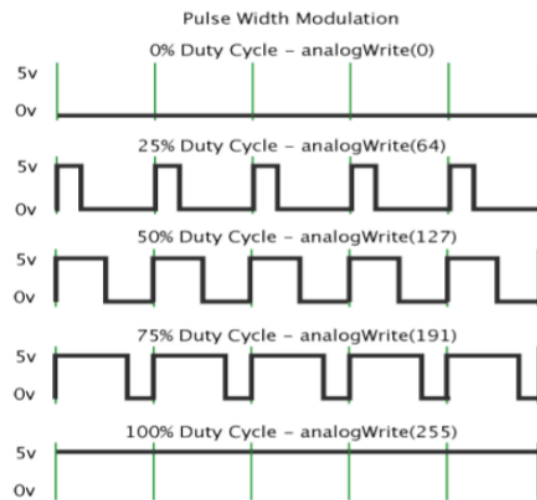 Pulse Width Modulation
0% Duty Cycle – analogWrite(0)
5v
0v
25% Duty Cycle – analogWrite(64)
5v
0v
50% Duty Cycle – analogWrite(127)
5v
0v
75% Duty Cycle – analogWrite(191)
5v
0v
100% Duty Cycle – analogWrite(255)
5v
0v